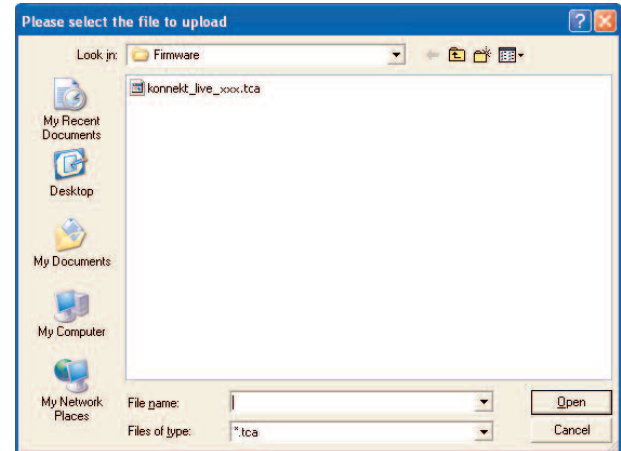 Please select the file to upload
Look in: Firmware
konnekt_live_xxx.tca
My Recent
Documents
Desktop
My Documents
My Computer
My Network
Places
File name:
Open
Files of type: *.tca
Cancel